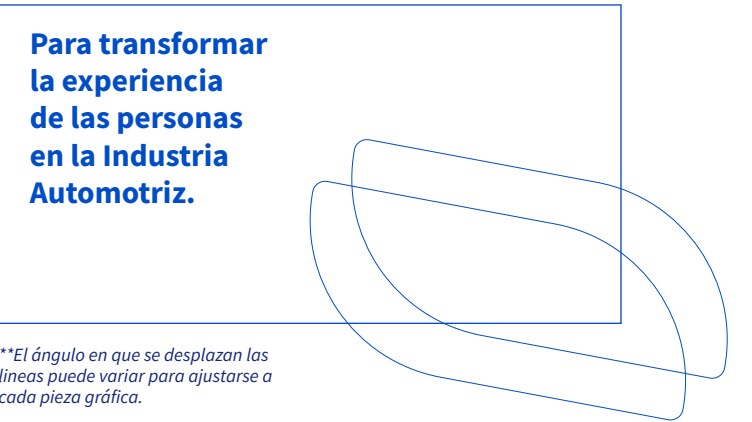 Para transformar
la experiencia
de las personas
en la Industria
Automotriz.
**El ángulo en que se desplazan las
lineas puede variar para ajustarse a
cada pieza gráfica.